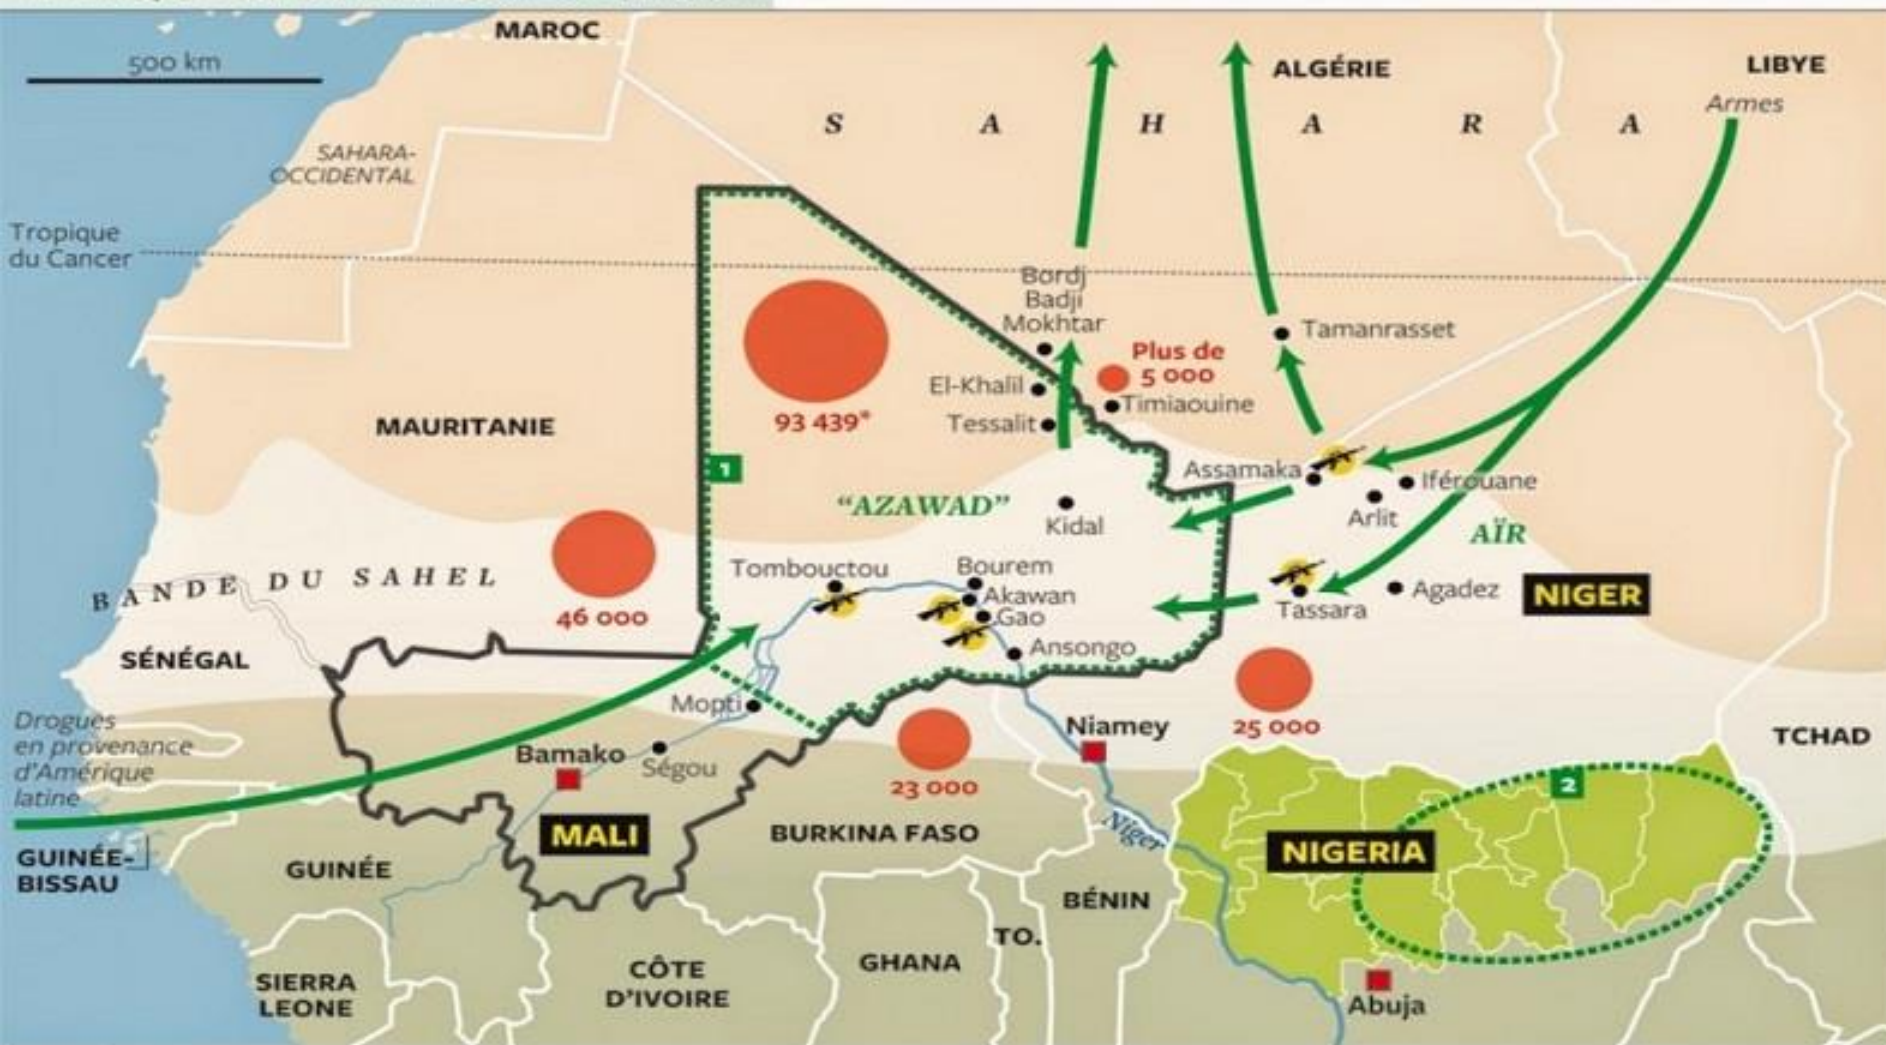 MAROC
500 km
ALGÉRIE
LIBYE
Armes
S A H A R A
SAHARA-
OCCIDENTAL
Tropique
du Cancer
Bordj
Badji
Mokhtar
Tamanrasset
Plus de
5 000
El-Khalil
Timiaouine
93 439*
Tessalit
MAURITANIE
1
Assamaka
Iférouane
"AZAWAD"
Kidal
Arlit
AÏR
BANDE DU SAHEL
46 000
Tombouctou
Bourem
Akawan
Gao
Tassara
Agadez
NIGER
SÉNÉGAL
Ansongo
Mopti
25 000
Drogues
en provenance
d'Amérique
latine
Bamako
Ségou
Niamey
TCHAD
23 000
2
MALI
BURKINA FASO
Niger
NIGERIA
GUINÉE-
BISSAU
GUINÉE
BÉNIN
TO.
GHANA
SIERRA
LEONE
CÔTE
D'IVOIRE
Abuja